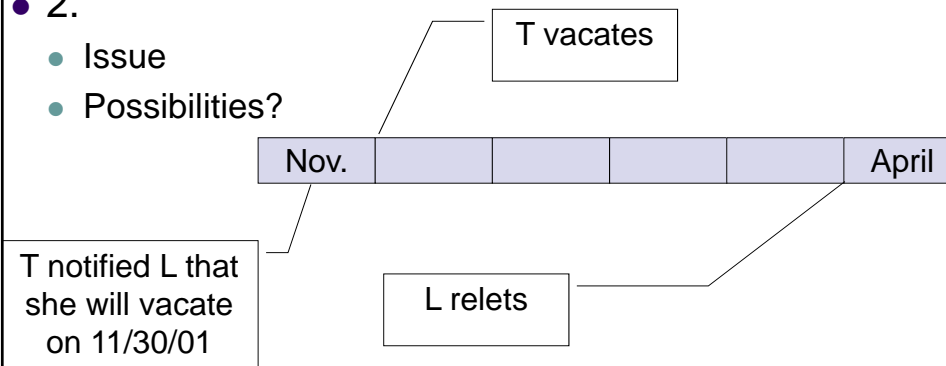 2.
Issue
Possibilities?
T vacates
Nov.
April
T notified L that
she will vacate
on 11/30/01
L relets